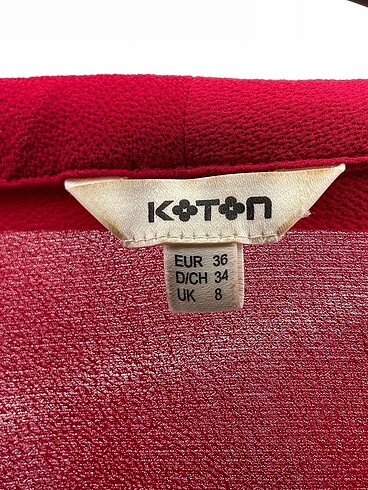 KOTON
EUR 36
D/CH 34
UK 8